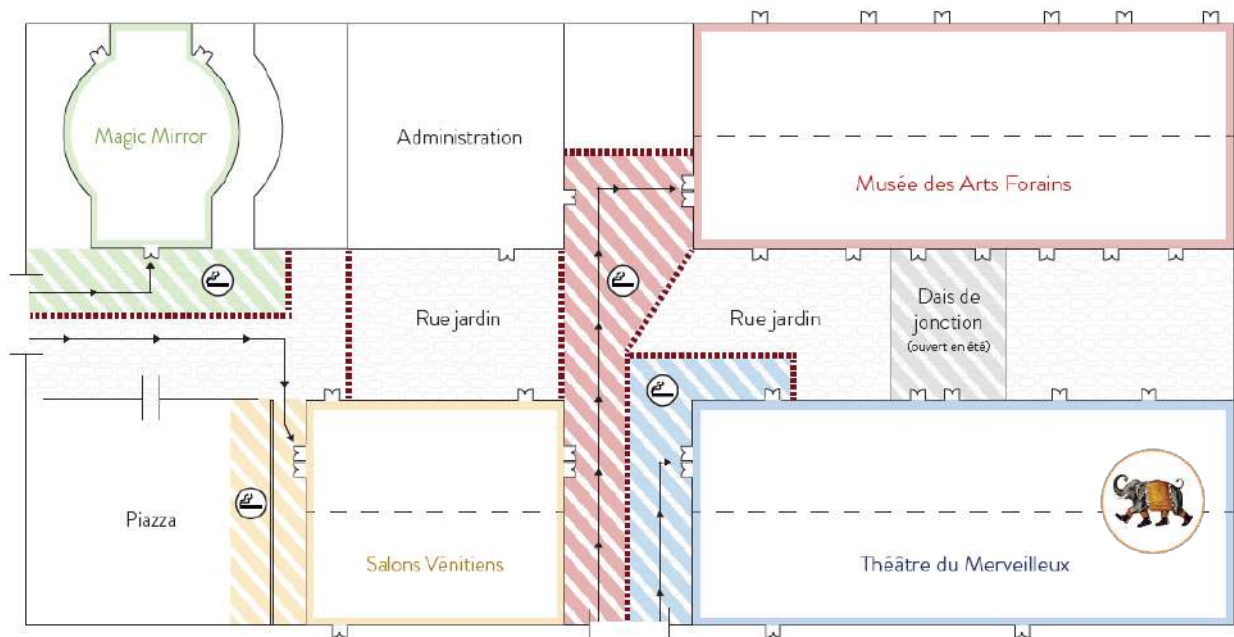 Magic Mirror
Administration
Musée des Arts Forains
Rue jardin
Rue jardin
Dais de
jonction
(ouvert en été)
Piazza
Salons Vénitiens
Théâtre du Merveilleux